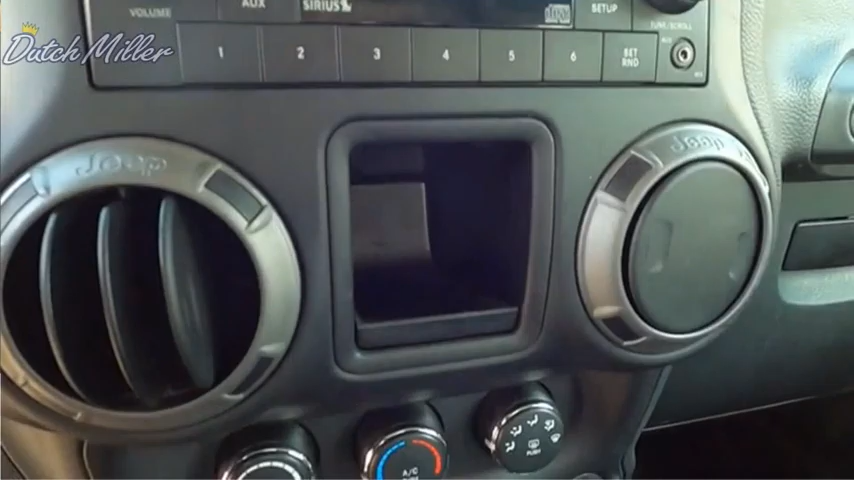 VOLUME
AUX
SIRIUS
SETUP
TUNE/SCROLL
Dutch Miller
1 2 3 4 5 6 SET RND
Jeep
Jeep
A/C
PUSH